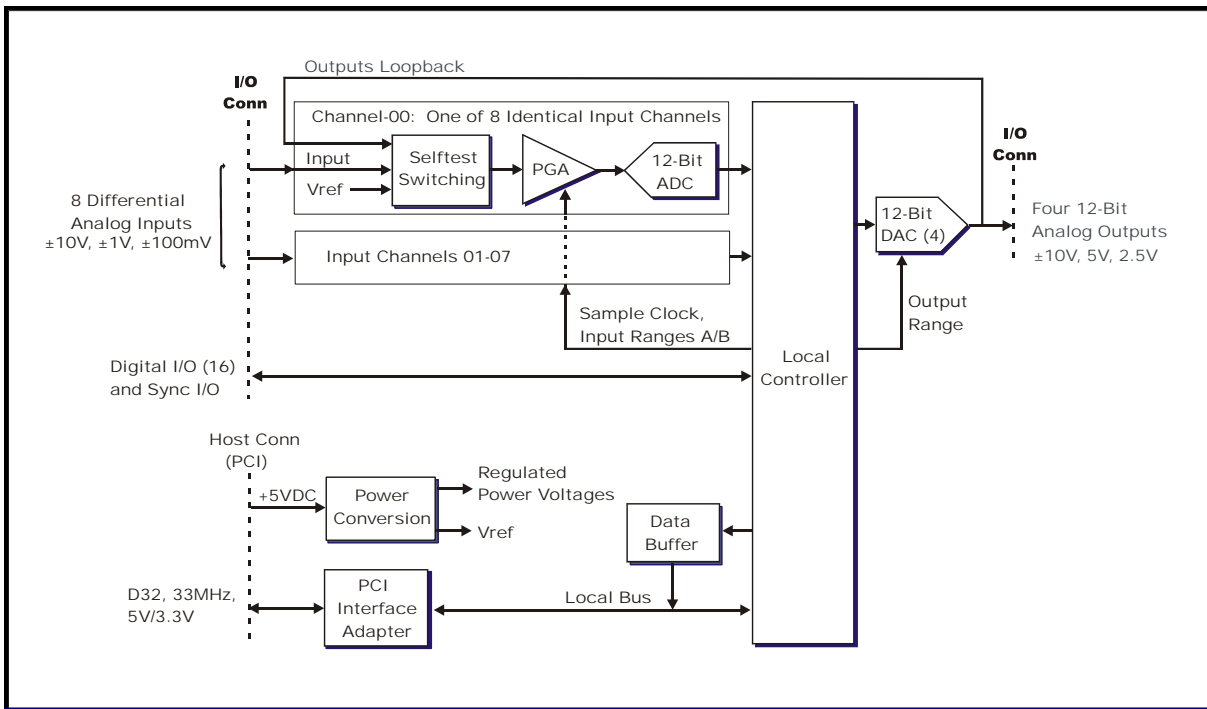 Outputs Loopback
I/O
Conn
Channel-00: One of 8 Identical Input Channels
Input
Vref
Selftest
Switching
PGA
12-Bit
ADC
8 Differential
Analog Inputs
±10V, ±1V, ±100mV
Input Channels 01-07
Sample Clock,
Input Ranges A/B
Digital I/O (16)
and Sync I/O
Local
Controller
12-Bit
DAC (4)
I/O
Conn
Four 12-Bit
Analog Outputs
±10V, 5V, 2.5V
Output
Range
Host Conn
(PCI)
+5VDC
Power
Conversion
Regulated
Power Voltages
Vref
Data
Buffer
D32, 33MHz,
5V/3.3V
PCI
Interface
Adapter
Local Bus